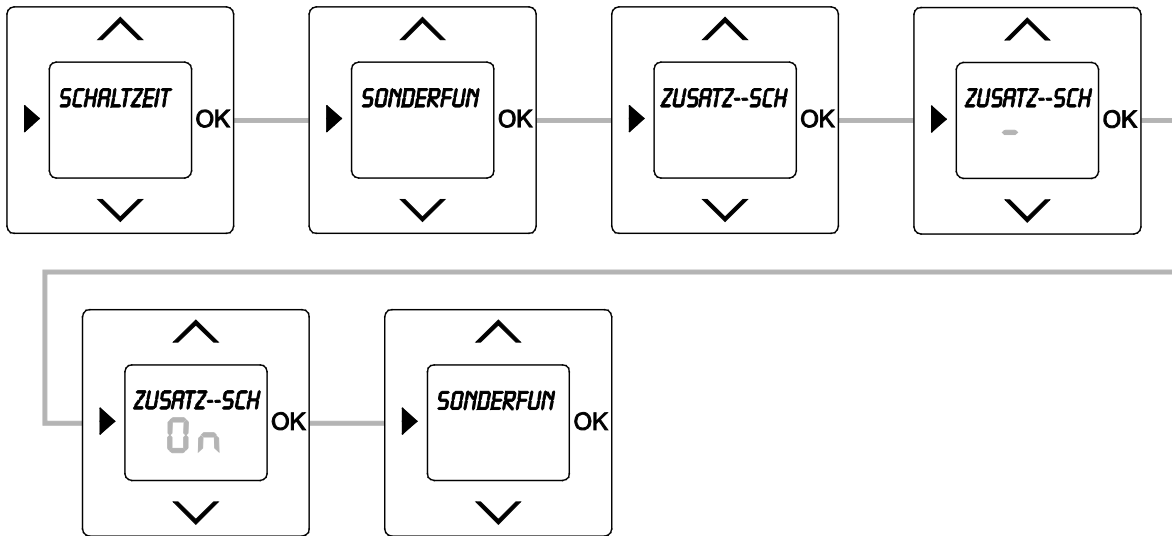 SCHALTZEIT
OK
SONDERFUN
OK
ZUSATZ--SCH
OK
ZUSATZ--SCH
-
OK
ZUSATZ--SCH
On
OK
SONDERFUN
OK